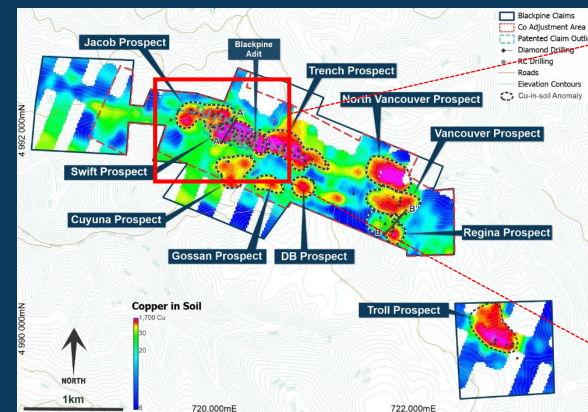 Blackpine Claims
Co Adjustment Area
Patented Claim Outli
Diamond Drilling
RC Drilling
Roads
Elevation Contours
Cu-in-soil Anomaly
Jacob Prospect
Blackpine
Adit
Trench Prospect
North Vancouver Prospect
Vancouver Prospect
4 992 000mN
A'
A
Swift Prospect
Cuyuna Prospect
Gossan Prospect
DB Prospect
B'
B
Regina Prospect
Troll Prospect
4 990 000mN
Copper in Soil
1,700 Cu
30
20
6
NORTH
1km
720.000mE
722.000mE